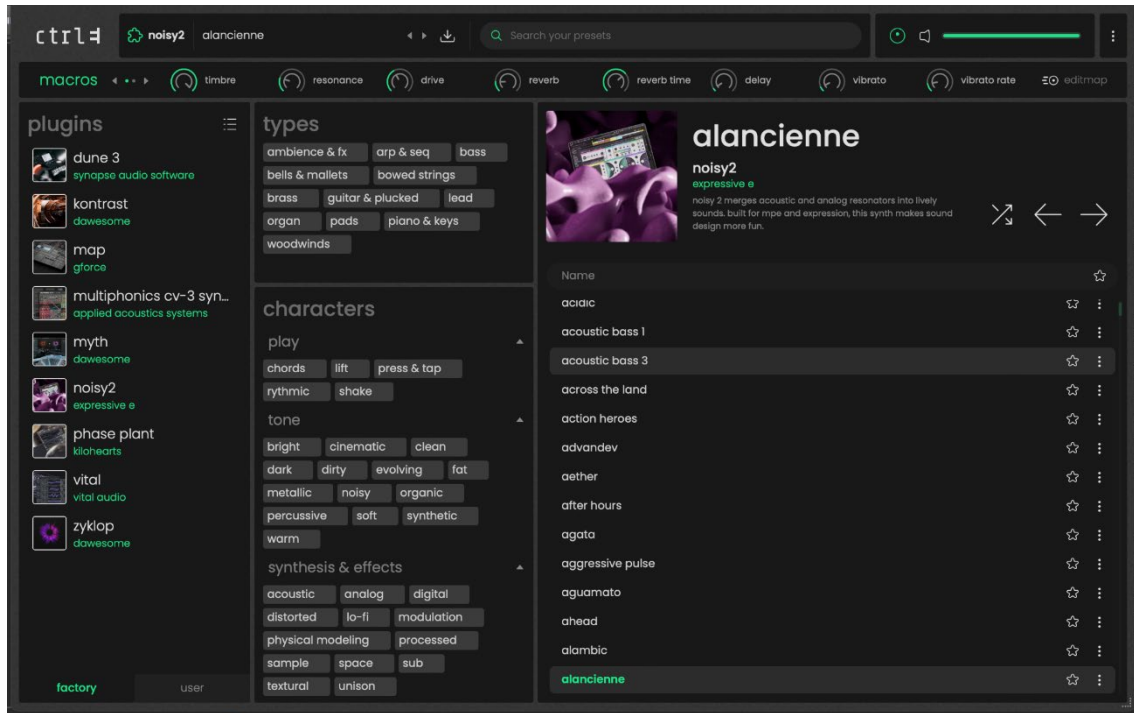 ctrl
noisy2 alancienne
Search your presets
macros timbre resonance drive reverb reverb time delay vibrato vibrato rate editmap
plugins
dune 3
synapse audio software
kontrast
dawesome
map
gforce
multiphonics cv-3 syn...
applied acoustics systems
myth
dawesome
noisy2
expressive e
phase plant
kilohearts
vital
vital audio
zyklop
dawesome
factory user
types
ambience & fx arp & seq bass
bells & mallets bowed strings
brass guitar & plucked lead
organ pads piano & keys
woodwinds
characters
play
chords lift press & tap
rythmic shake
tone
bright cinematic clean
dark dirty evolving fat
metallic noisy organic
percussive soft synthetic
warm
synthesis & effects
acoustic analog digital
distorted lo-fi modulation
physical modeling processed
sample space sub
textural unison
alancienne
noisy2
expressive e
noisy 2 merges acoustic and analog resonators into lively
sounds. built for mpe and expression, this synth makes sound
design more fun.
Name
acidic
acoustic bass 1
acoustic bass 3
across the land
action heroes
advandev
aether
after hours
agata
aggressive pulse
aguamato
ahead
alambic
alancienne